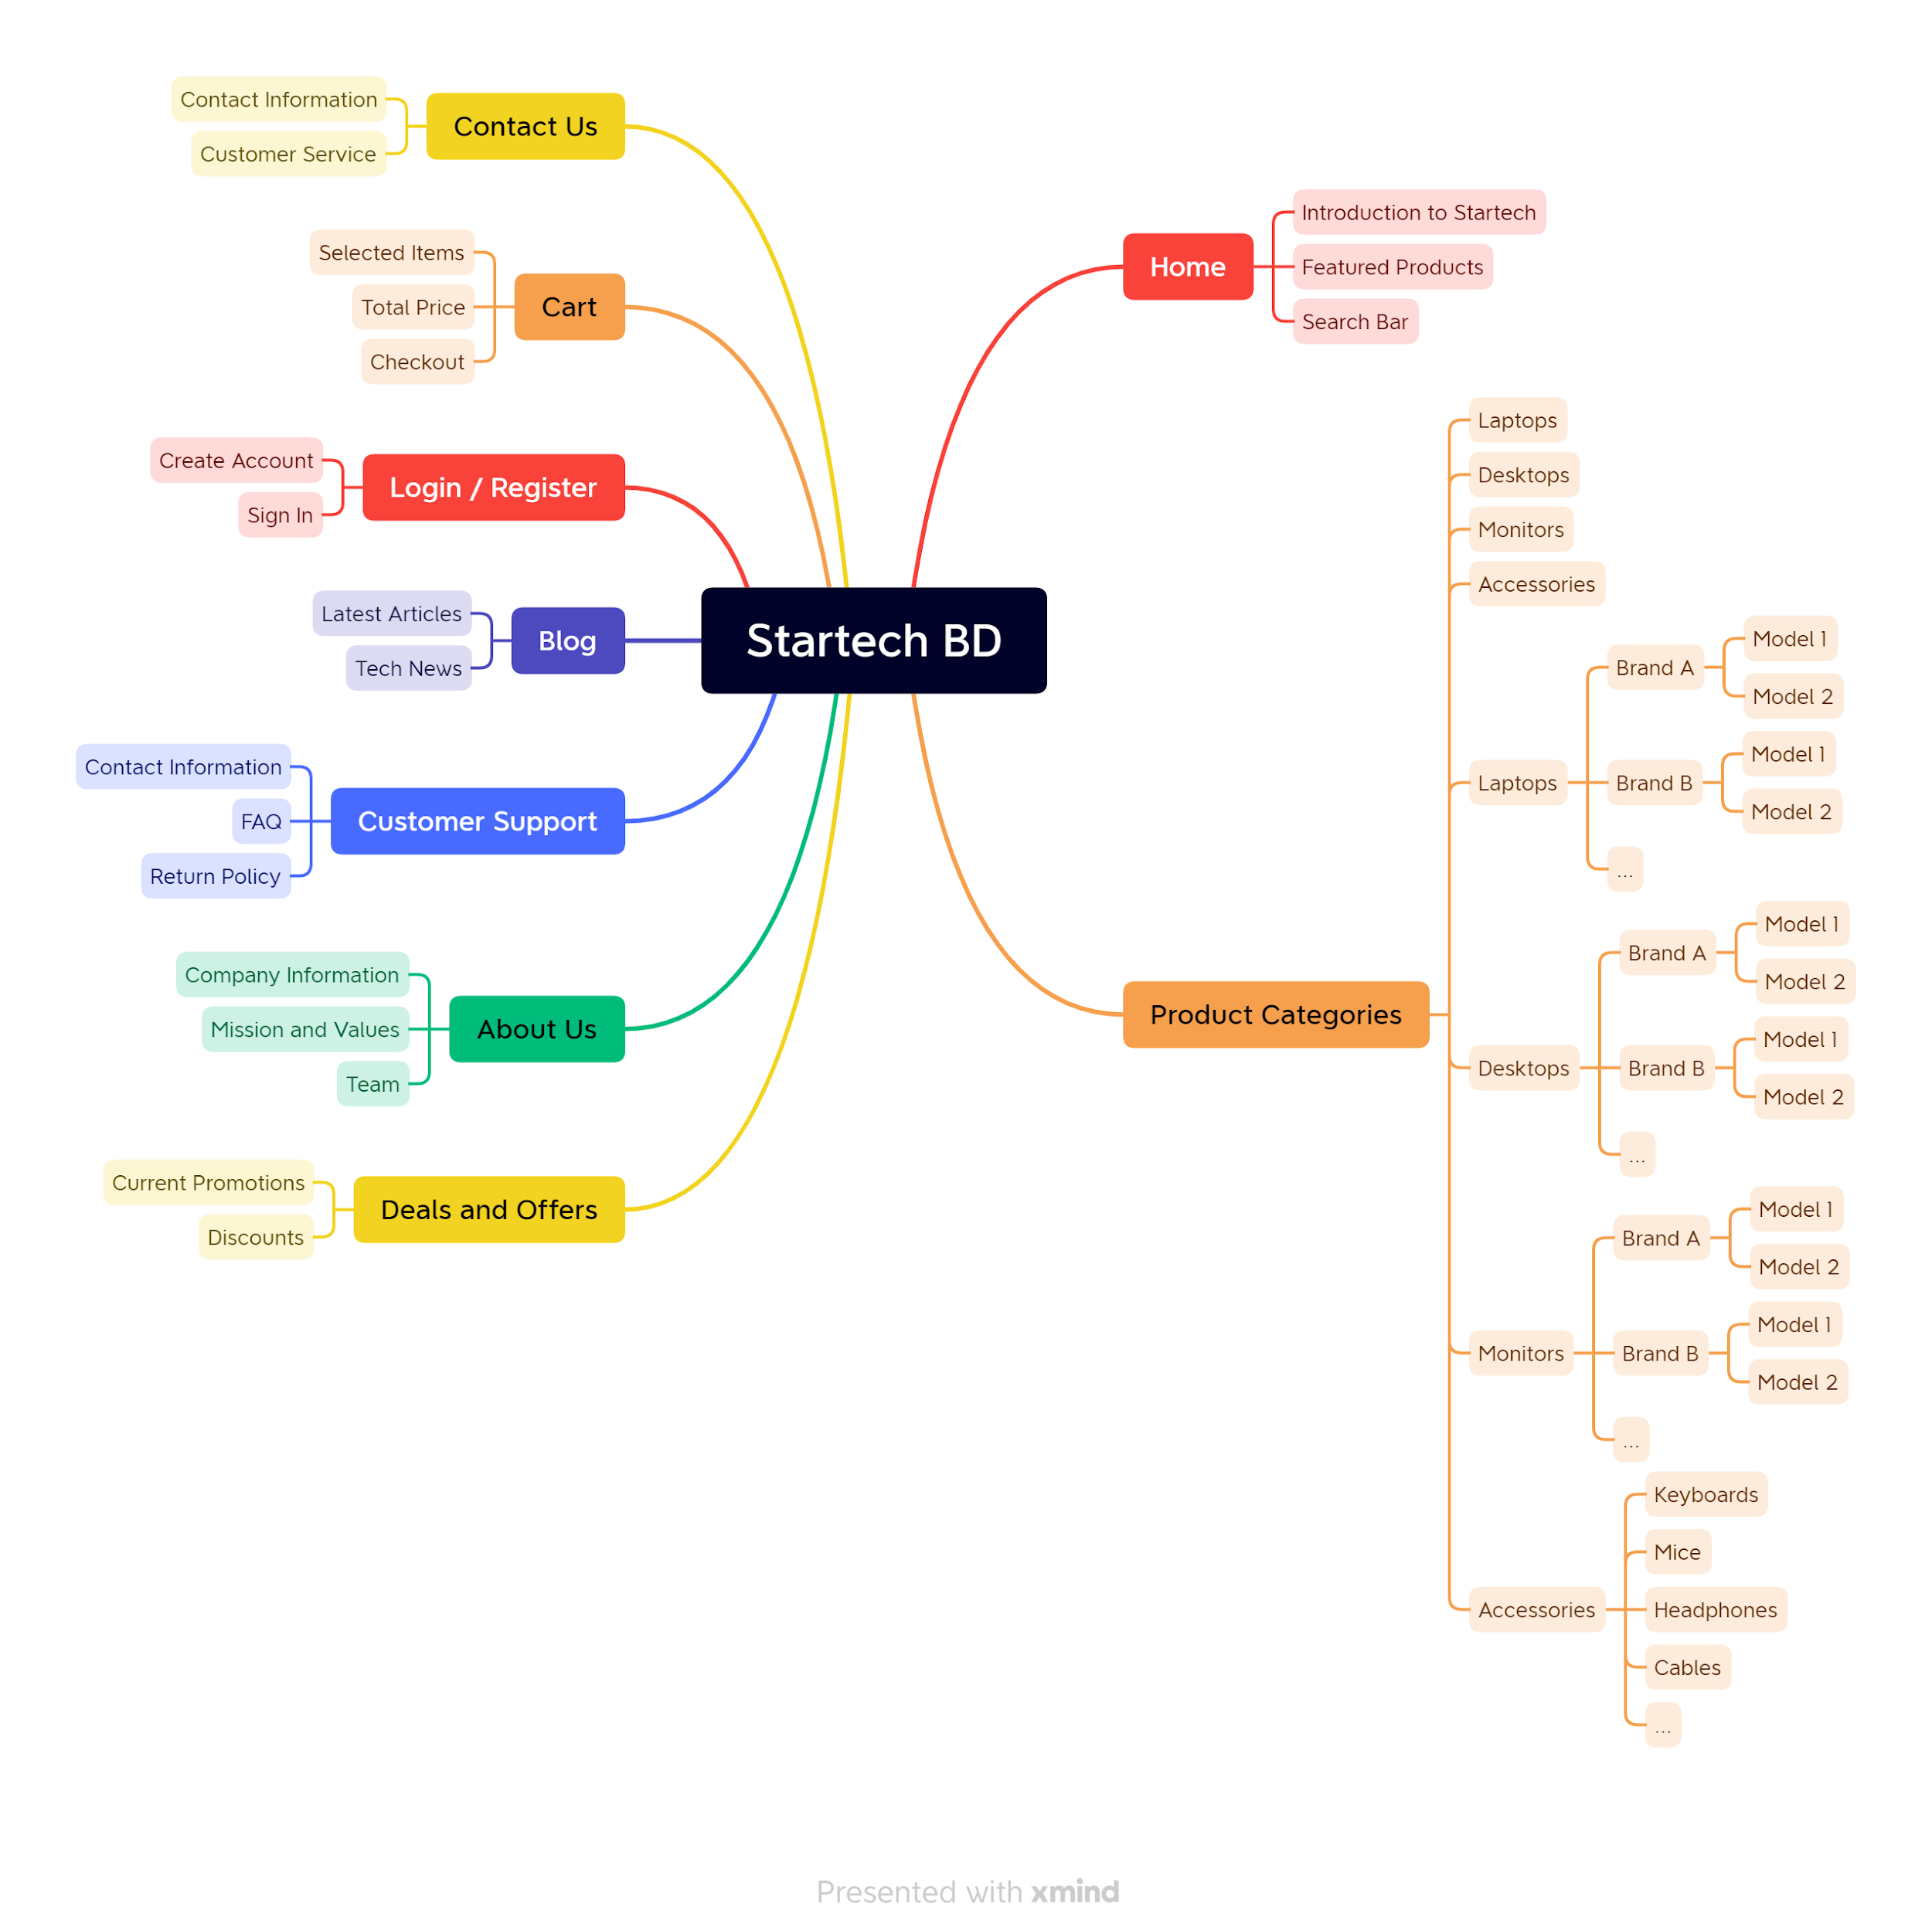 Startech BD
Home
Introduction to Startech
Featured Products
Search Bar
Product Categories
Laptops
Desktops
Monitors
Accessories
Laptops
Brand A
Model 1
Model 2
Brand B
Model 1
Model 2
...
Desktops
Brand A
Model 1
Model 2
Brand B
Model 1
Model 2
...
Monitors
Brand A
Model 1
Model 2
Brand B
Model 1
Model 2
...
Accessories
Keyboards
Mice
Headphones
Cables
...
Contact Us
Contact Information
Customer Service
Cart
Selected Items
Total Price
Checkout
Login / Register
Create Account
Sign In
Blog
Latest Articles
Tech News
Customer Support
Contact Information
FAQ
Return Policy
About Us
Company Information
Mission and Values
Team
Deals and Offers
Current Promotions
Discounts
Presented with xmind